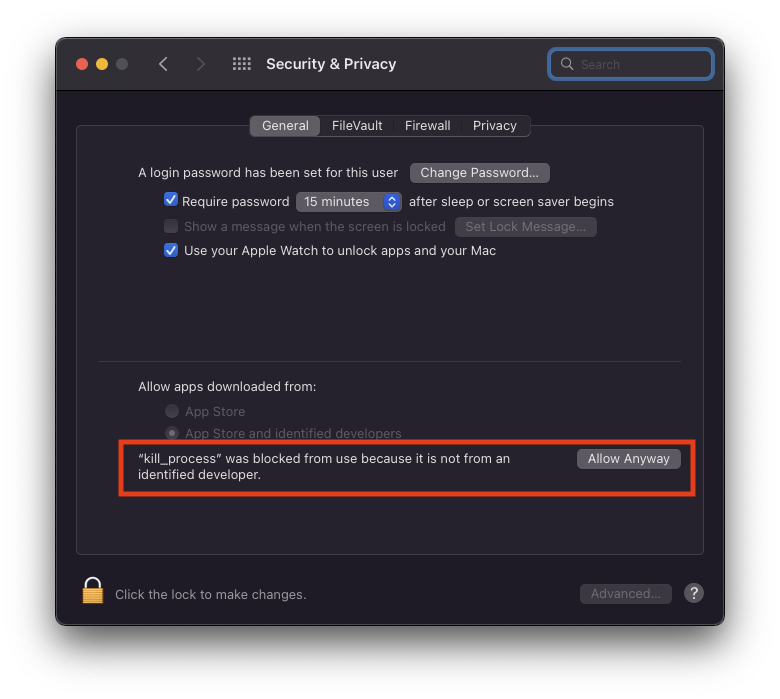 Security & Privacy
Search
General FileVault Firewall Privacy
A login password has been set for this user Change Password...
Require password 15 minutes after sleep or screen saver begins
Show a message when the screen is locked Set Lock Message...
Use your Apple Watch to unlock apps and your Mac
Allow apps downloaded from:
App Store
App Store and identified developers
“kill_process” was blocked from use because it is not from an Allow Anyway
identified developer.
Click the lock to make changes. Advanced... ?